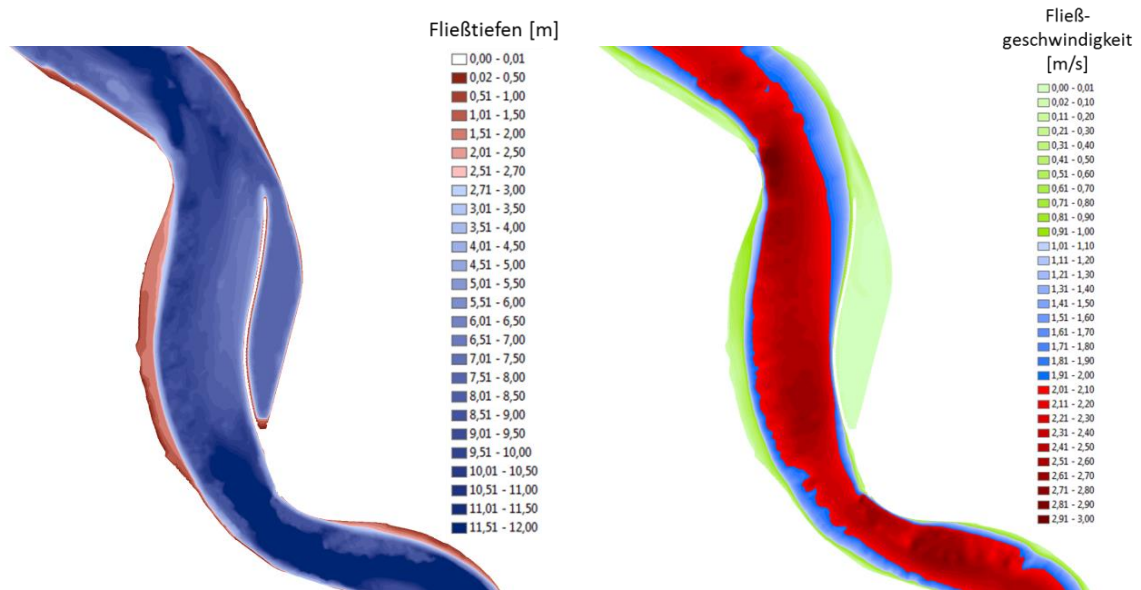 Fließtiefen [m]
0,00 - 0,01
0,02 - 0,50
0,51 - 1,00
1,01 - 1,50
1,51 - 2,00
2,01 - 2,50
2,51 - 2,70
2,71 - 3,00
3,01 - 3,50
3,51 - 4,00
4,01 - 4,50
4,51 - 5,00
5,01 - 5,50
5,51 - 6,00
6,01 - 6,50
6,51 - 7,00
7,01 - 7,50
7,51 - 8,00
8,01 - 8,50
8,51 - 9,00
9,01 - 9,50
9,51 - 10,00
10,01 - 10,50
10,51 - 11,00
11,01 - 11,50
11,51 - 12,00
Fließ-
geschwindigkeit
[m/s]
0,00 - 0,01
0,02 - 0,10
0,11 - 0,20
0,21 - 0,30
0,31 - 0,40
0,41 - 0,50
0,51 - 0,60
0,61 - 0,70
0,71 - 0,80
0,81 - 0,90
0,91 - 1,00
1,01 - 1,10
1,11 - 1,20
1,21 - 1,30
1,31 - 1,40
1,41 - 1,50
1,51 - 1,60
1,61 - 1,70
1,71 - 1,80
1,81 - 1,90
1,91 - 2,00
2,01 - 2,10
2,11 - 2,20
2,21 - 2,30
2,31 - 2,40
2,41 - 2,50
2,51 - 2,60
2,61 - 2,70
2,71 - 2,80
2,81 - 2,90
2,91 - 3,00